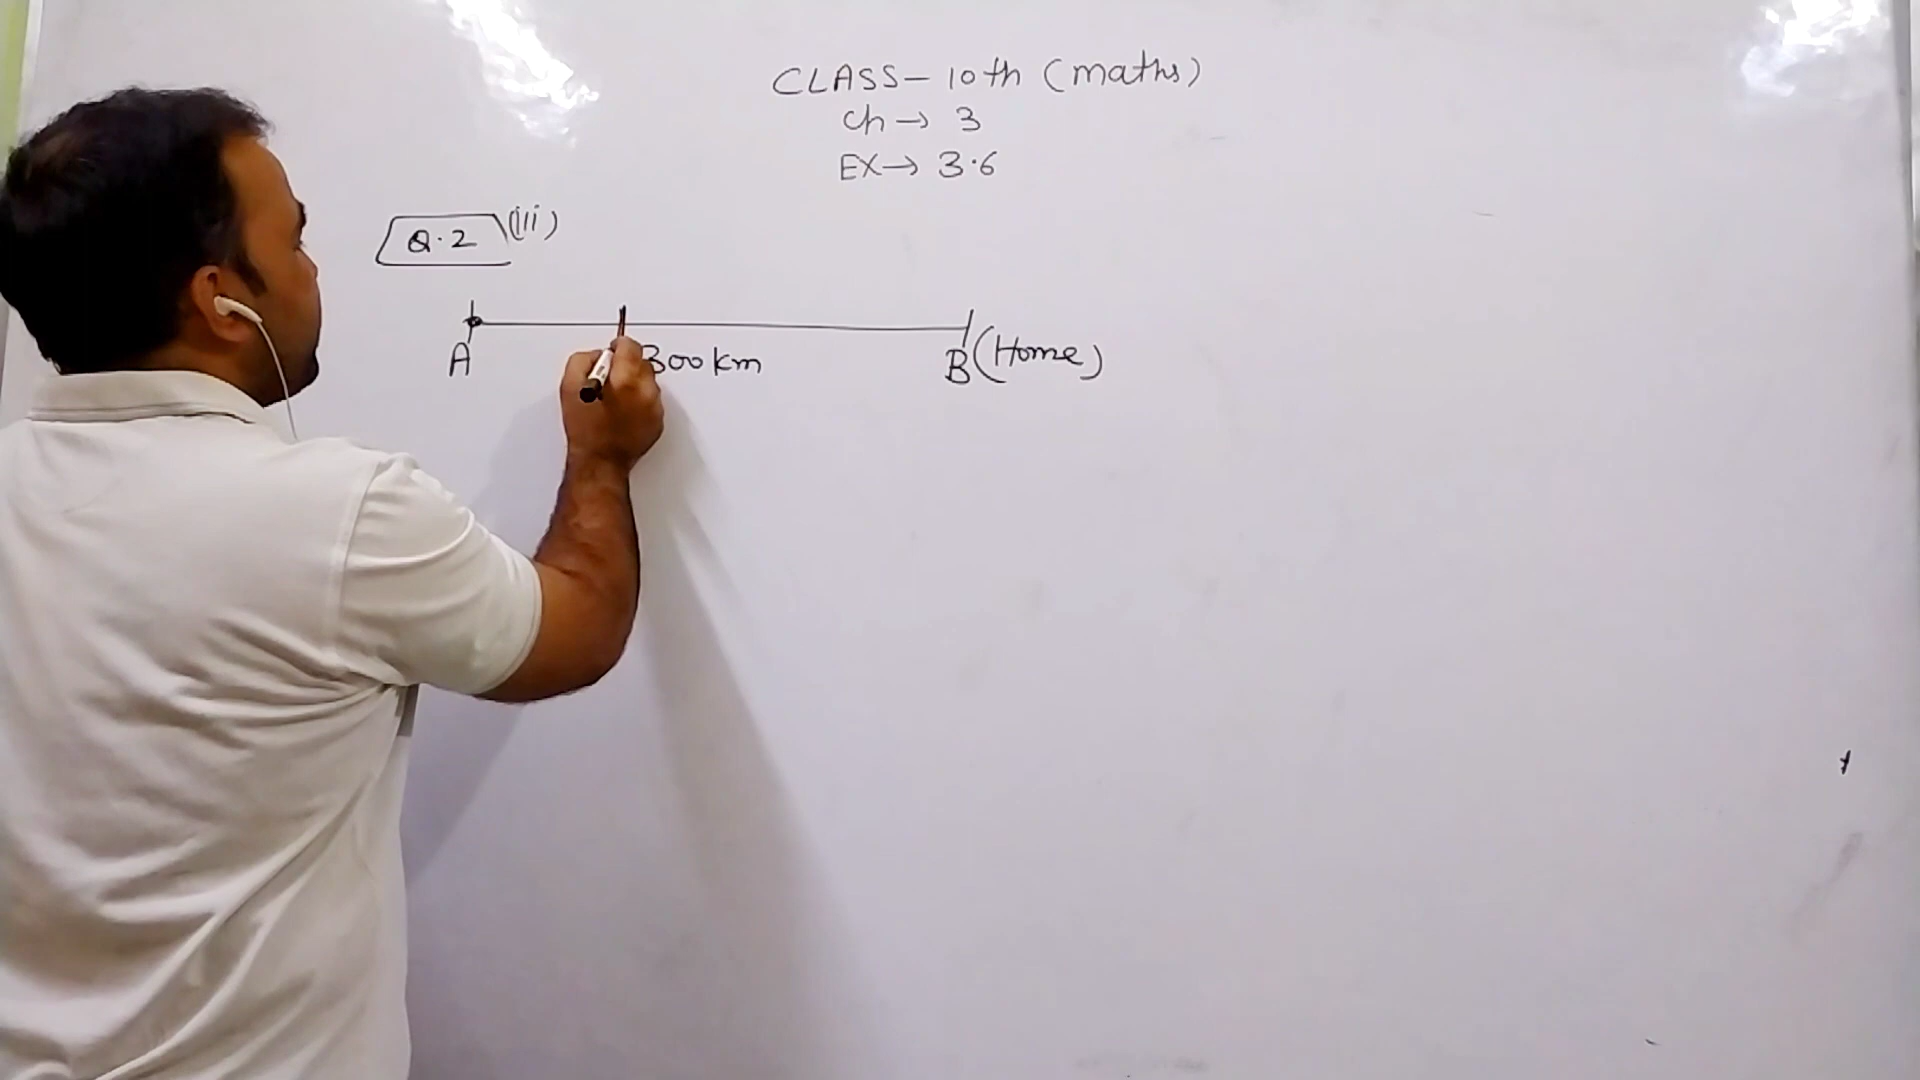 CLASS – 10th (maths)
Ch → 3
EX → 3.6
Q.2 (iii)
A 300 km B (Home)